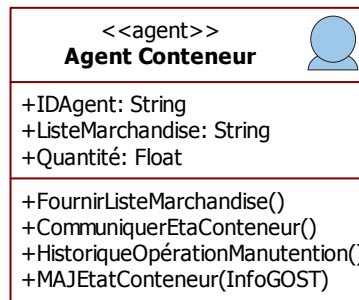 <<agent>>
Agent Conteneur
+IDAgent: String
+ListeMarchandise: String
+Quantité: Float
+FournirListeMarchandise()
+CommuniquerEtaConteneur()
+HistoriqueOpérationManutention()
+MAJEtatConteneur(InfoGOST)